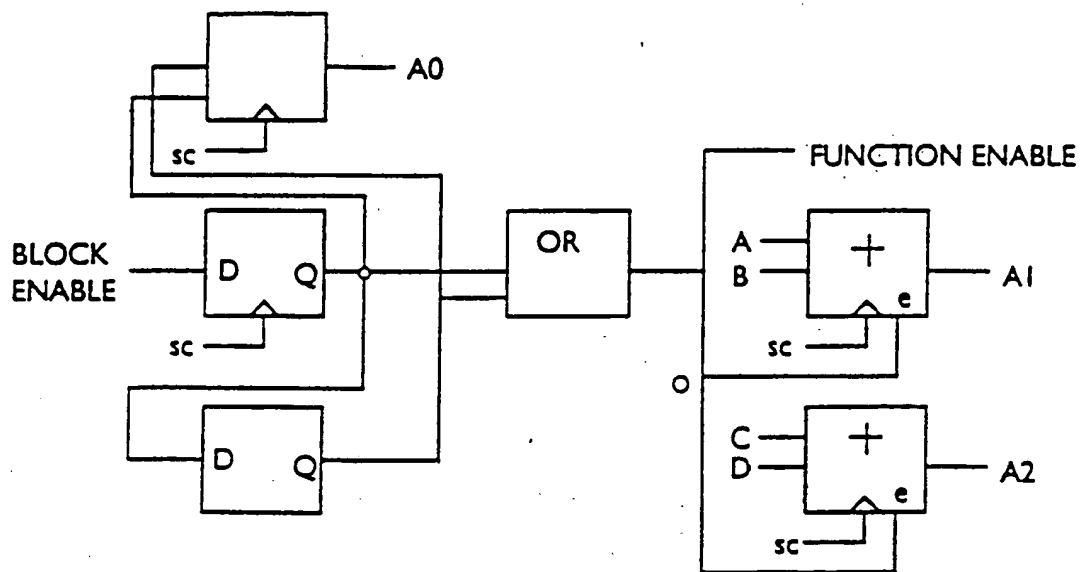 A0
sc
FUNCTION ENABLE
BLOCK
ENABLE
D Q
sc
OR
A
B
+
e
A1
sc
O
D Q
C
D
+
e
A2
sc